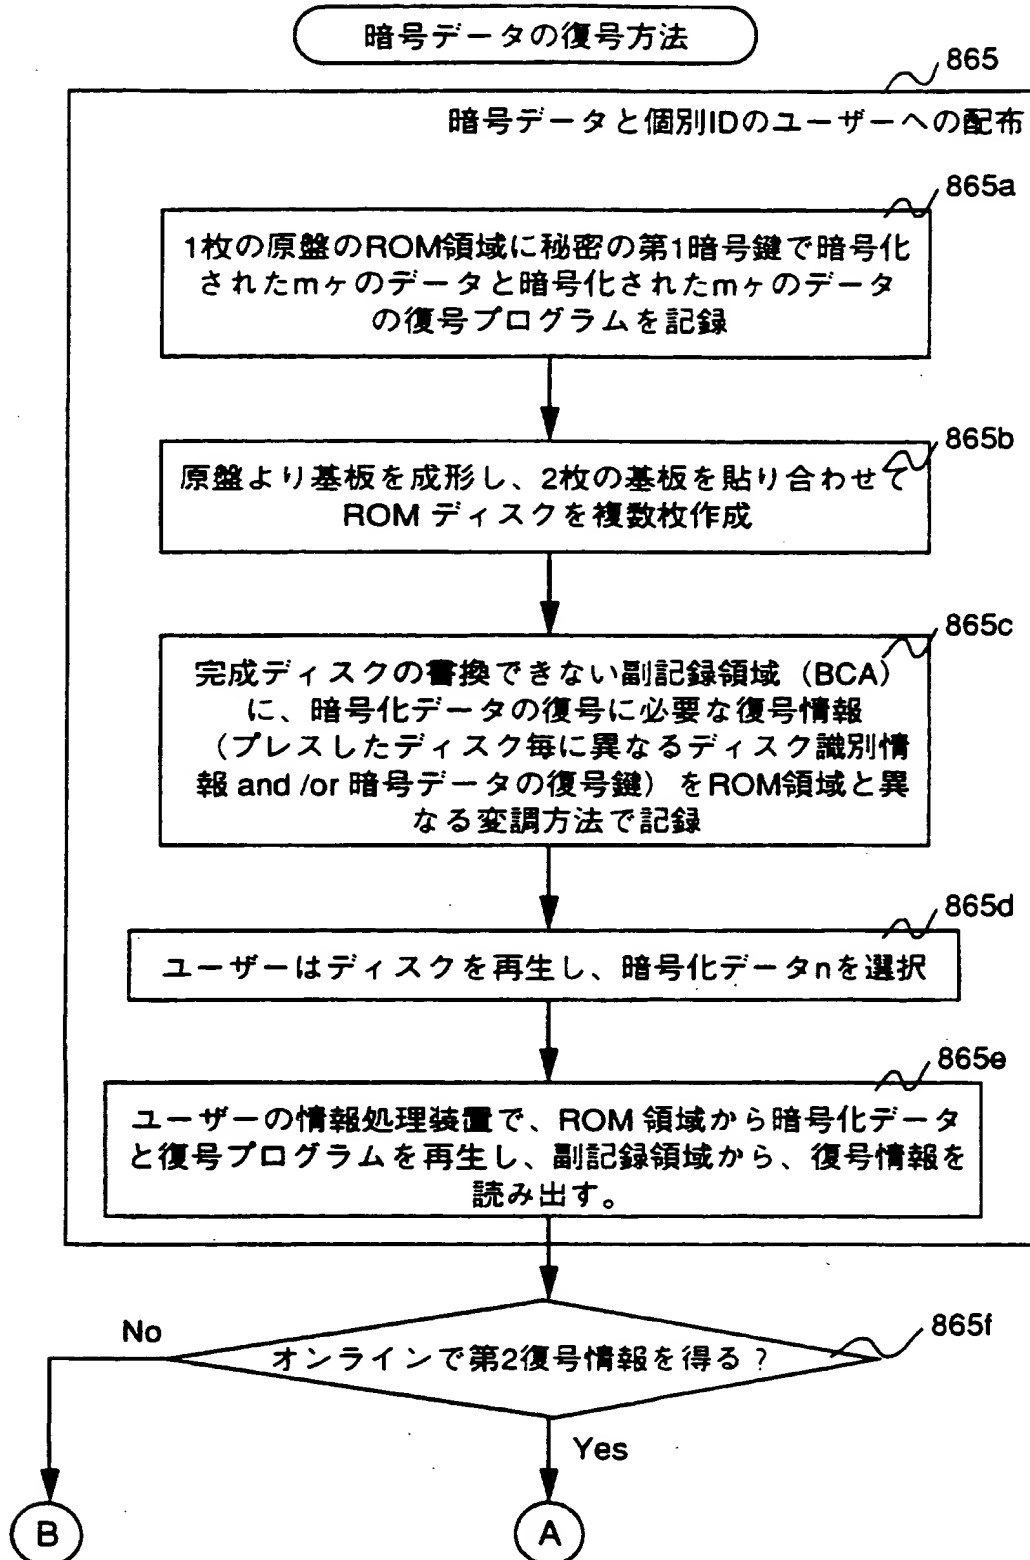 暗号データの復号方法
865
暗号データと個別IDのユーザーへの配布
865a
1枚の原盤のROM領域に秘密の第1暗号鍵で暗号化
されたmヶのデータと暗号化されたmヶのデータ
の復号プログラムを記録
865b
原盤より基板を成形し、2枚の基板を貼り合わせて
ROM ディスクを複数枚作成
865c
完成ディスクの書換できない副記録領域（BCA）
に、暗号化データの復号に必要な復号情報
（プレスしたディスク毎に異なるディスク識別情
報 and /or 暗号データの復号鍵）をROM領域と異
なる変調方法で記録
865d
ユーザーはディスクを再生し、暗号化データnを選択
865e
ユーザーの情報処理装置で、ROM 領域から暗号化データ
と復号プログラムを再生し、副記録領域から、復号情報を
読み出す。
865f
No
オンラインで第2復号情報を得る？
Yes
B
A